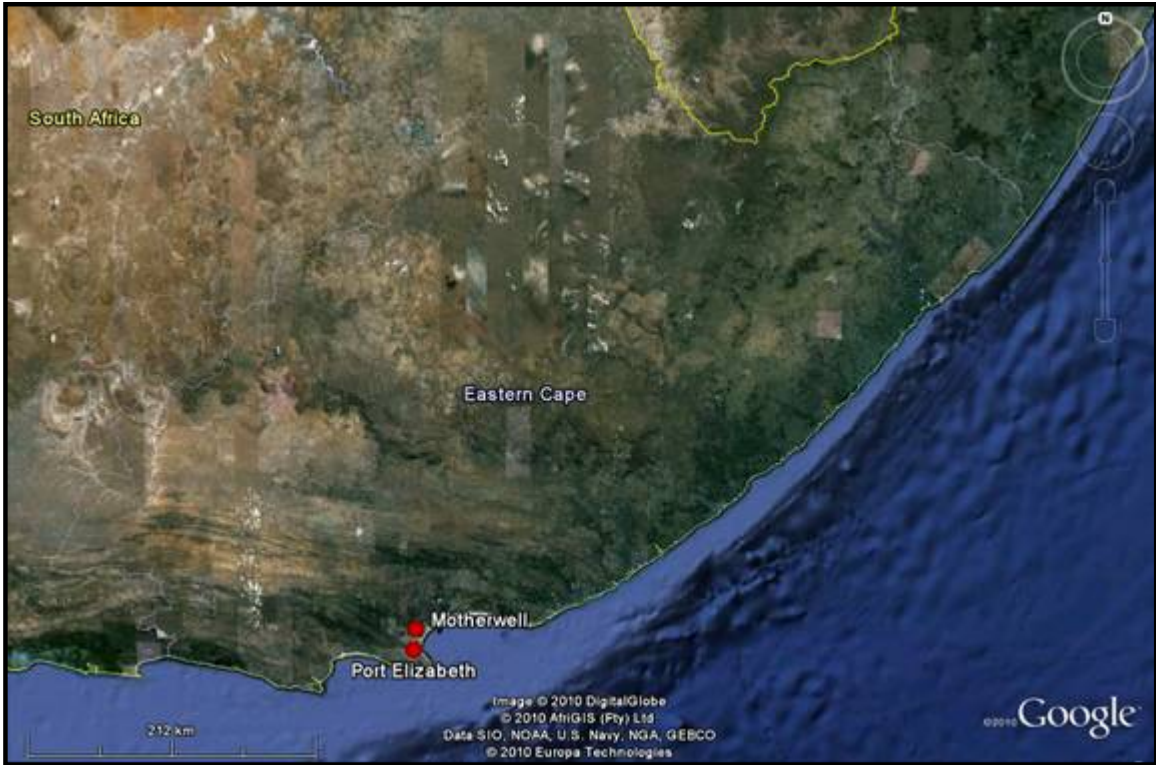 N
South Africa
Eastern Cape
Motherwell
Port Elizabeth
212 km
Image © 2010 DigitalGlobe
© 2010 AfriGIS (Pty) Ltd
Data SIO, NOAA, U.S. Navy, NGA, GEBCO
© 2010 Europa Technologies
©2010 Google